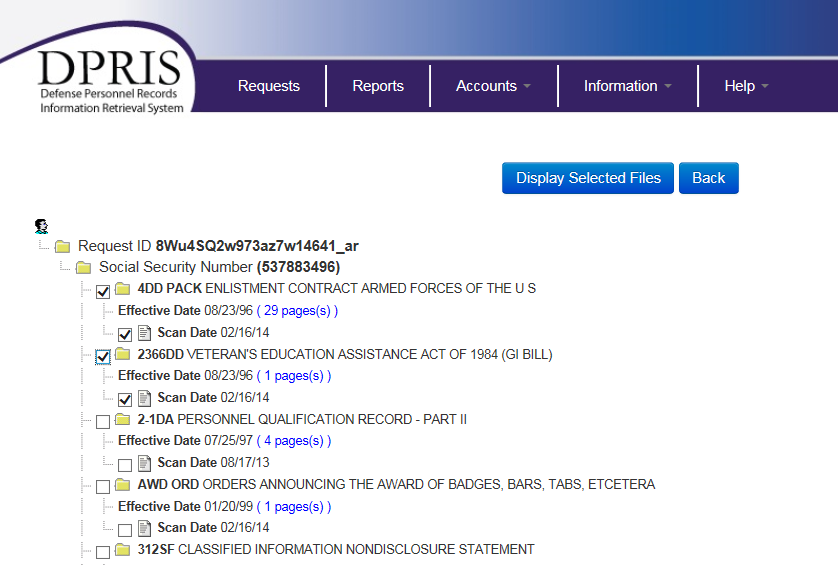 DPRIS
Defense Personnel Records
Information Retrieval System
Requests Reports Accounts Information Help
Display Selected Files Back
Request ID 8Wu4SQ2w973az7w14641_ar
Social Security Number (537883496)
4DD PACK ENLISTMENT CONTRACT ARMED FORCES OF THE U S
Effective Date 08/23/96 ( 29 pages(s) )
Scan Date 02/16/14
2366DD VETERAN'S EDUCATION ASSISTANCE ACT OF 1984 (GI BILL)
Effective Date 08/23/96 ( 1 pages(s) )
Scan Date 02/16/14
2-1DA PERSONNEL QUALIFICATION RECORD - PART II
Effective Date 07/25/97 ( 4 pages(s) )
Scan Date 08/17/13
AWD ORD ORDERS ANNOUNCING THE AWARD OF BADGES, BARS, TABS, ETCETERA
Effective Date 01/20/99 ( 1 pages(s) )
Scan Date 02/16/14
312SF CLASSIFIED INFORMATION NONDISCLOSURE STATEMENT